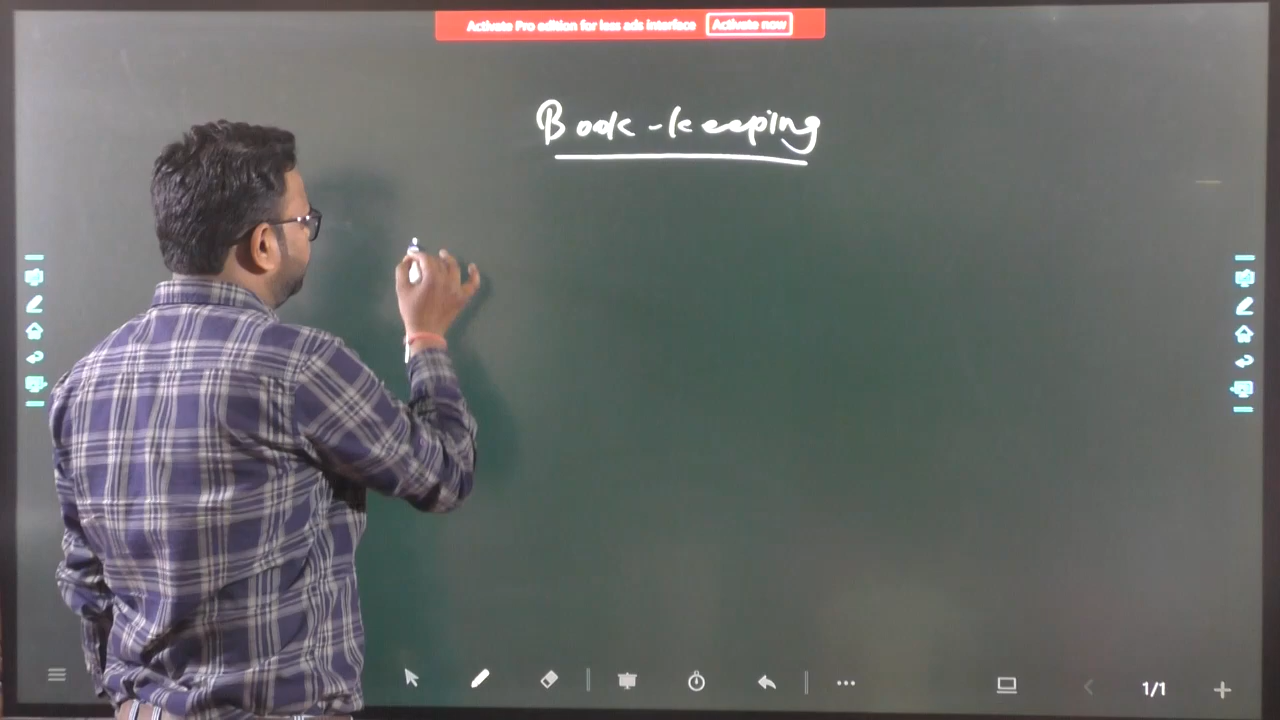 Activate Pro edition for less ads interface Activate now
Book-keeping
1/1